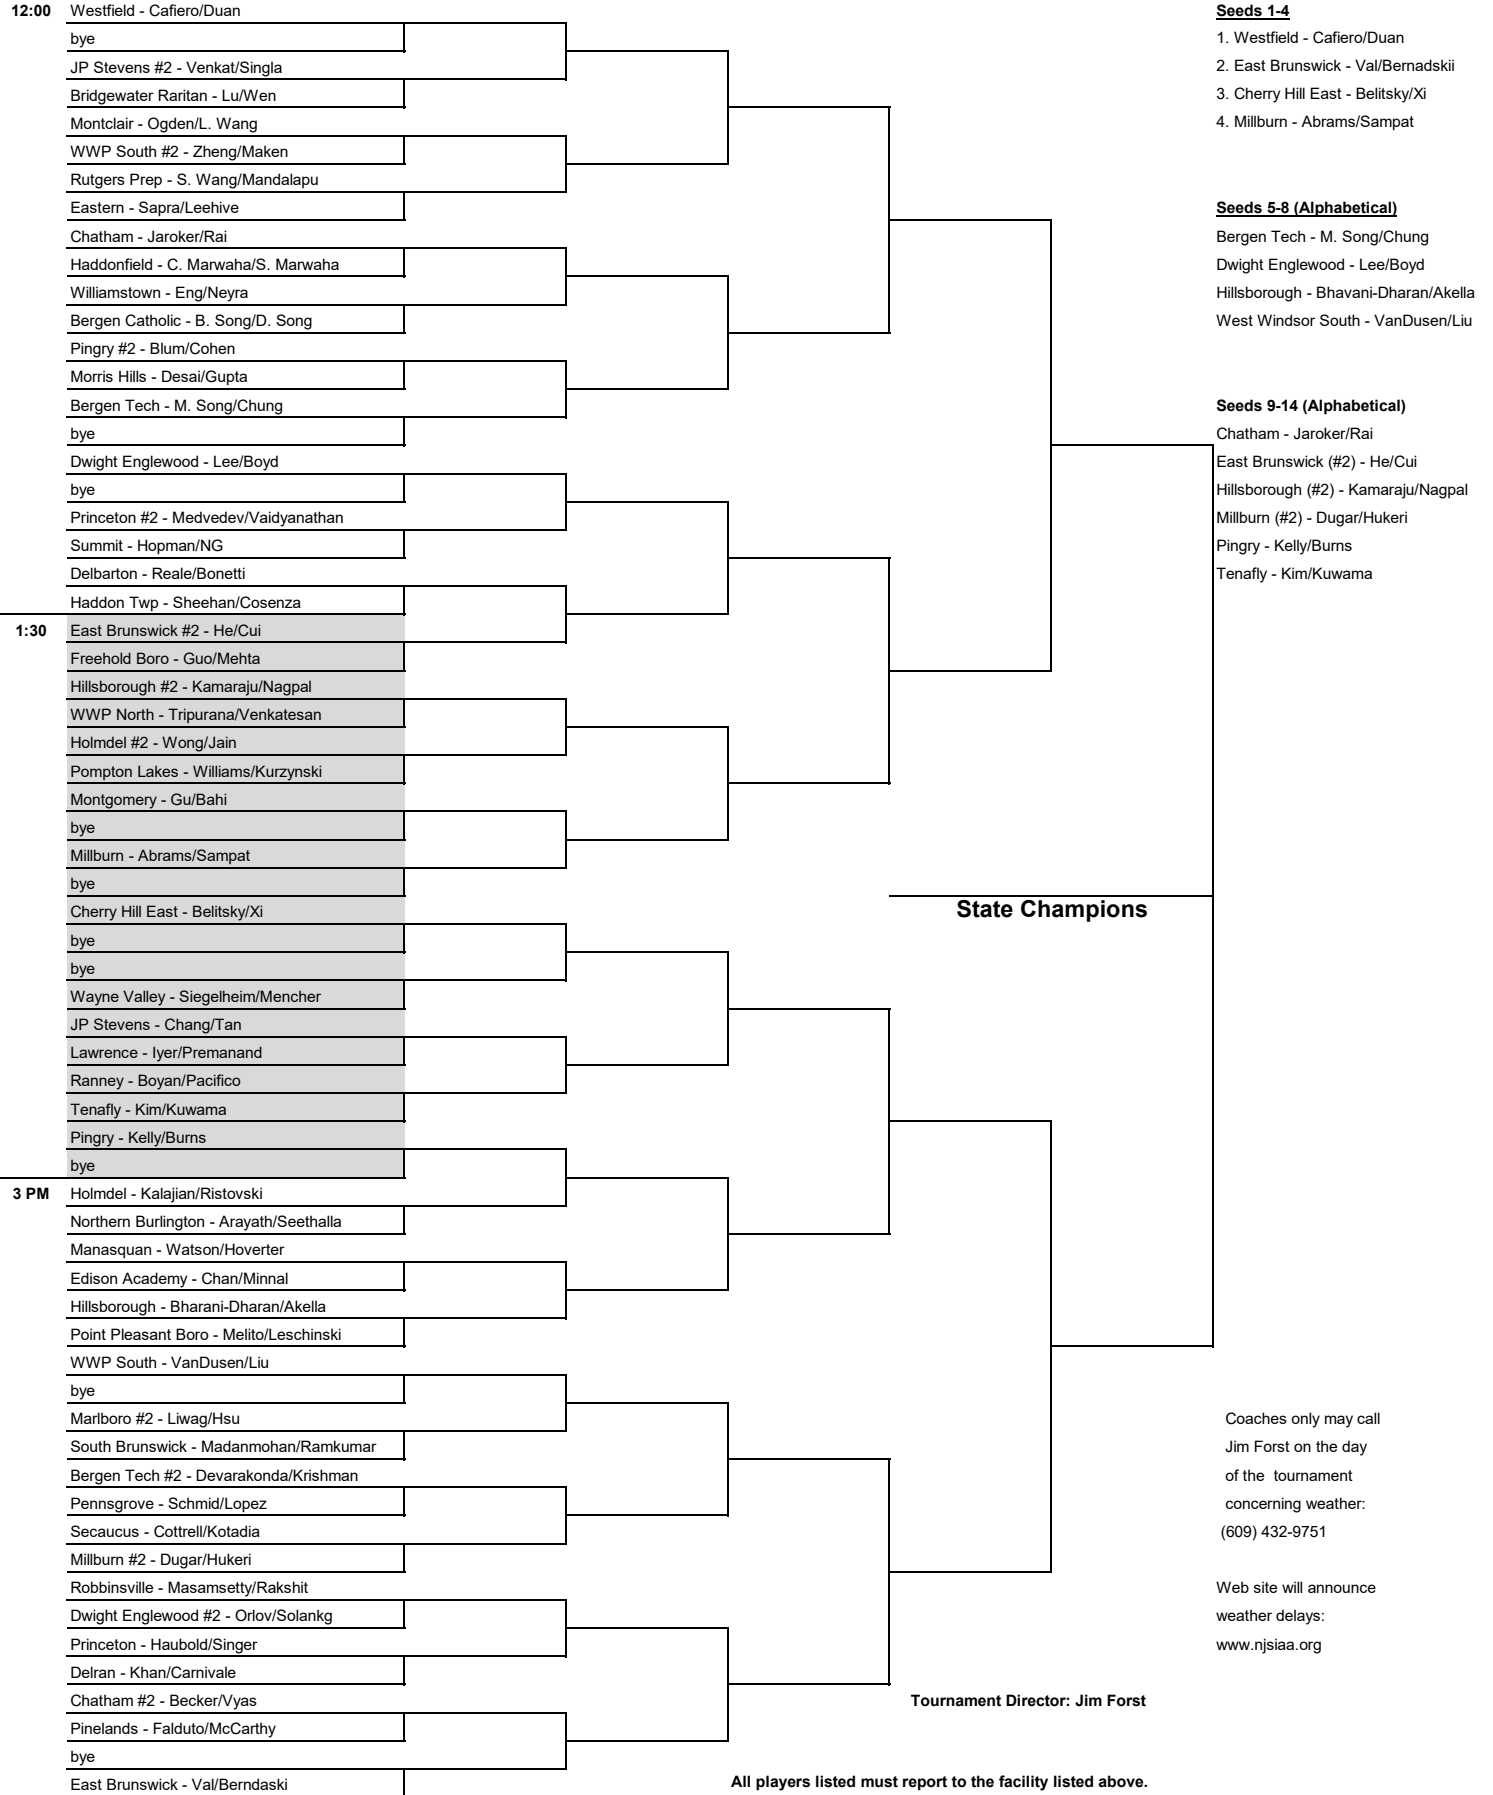 12:00 Westfield - Cafiero/Duan
bye
JP Stevens #2 - Venkat/Singla
Bridgewater Raritan - Lu/Wen
Montclair - Ogden/L. Wang
WWP South #2 - Zheng/Maken
Rutgers Prep - S. Wang/Mandalapu
Eastern - Sapra/Leehive
Chatham - Jaroker/Rai
Haddonfield - C. Marwaha/S. Marwaha
Williamstown - Eng/Neyra
Bergen Catholic - B. Song/D. Song
Pingry #2 - Blum/Cohen
Morris Hills - Desai/Gupta
Bergen Tech - M. Song/Chung
bye
Dwight Englewood - Lee/Boyd
bye
Princeton #2 - Medvedev/Vaidyanathan
Summit - Hopman/NG
Delbarton - Reale/Bonetti
Haddon Twp - Sheehan/Cosenza
1:30 East Brunswick #2 - He/Cui
Freehold Boro - Guo/Mehta
Hillsborough #2 - Kamaraju/Nagpal
WWP North - Tripurana/Venkatesan
Holmdel #2 - Wong/Jain
Pompton Lakes - Williams/Kurzynski
Montgomery - Gu/Bahi
bye
Millburn - Abrams/Sampat
bye
Cherry Hill East - Belitsky/Xi
bye
bye
Wayne Valley - Siegelheim/Mencher
JP Stevens - Chang/Tan
Lawrence - Iyer/Premanand
Ranney - Boyan/Pacifico
Tenafly - Kim/Kuwama
Pingry - Kelly/Burns
bye
3 PM Holmdel - Kalajian/Ristovski
Northern Burlington - Arayath/Seethalla
Manasquan - Watson/Hoverter
Edison Academy - Chan/Minnal
Hillsborough - Bharani-Dharan/Akella
Point Pleasant Boro - Melito/Leschinski
WWP South - VanDusen/Liu
bye
Marlboro #2 - Liwag/Hsu
South Brunswick - Madanmohan/Ramkumar
Bergen Tech #2 - Devarakonda/Krishman
Pennsgrove - Schmid/Lopez
Secaucus - Cottrell/Kotadia
Millburn #2 - Dugar/Hukeri
Robbinsville - Masamsetty/Rakshit
Dwight Englewood #2 - Orlov/Solankg
Princeton - Haubold/Singer
Delran - Khan/Carnivale
Chatham #2 - Becker/Vyas
Pinelands - Falduto/McCarthy
bye
East Brunswick - Val/Berndaski
State Champions
Seeds 1-4
1. Westfield - Cafiero/Duan
2. East Brunswick - Val/Bernadskii
3. Cherry Hill East - Belitsky/Xi
4. Millburn - Abrams/Sampat
Seeds 5-8 (Alphabetical)
Bergen Tech - M. Song/Chung
Dwight Englewood - Lee/Boyd
Hillsborough - Bhavani-Dharan/Akella
West Windsor South - VanDusen/Liu
Seeds 9-14 (Alphabetical)
Chatham - Jaroker/Rai
East Brunswick (#2) - He/Cui
Hillsborough (#2) - Kamaraju/Nagpal
Millburn (#2) - Dugar/Hukeri
Pingry - Kelly/Burns
Tenafly - Kim/Kuwama
Coaches only may call
Jim Forst on the day
of the tournament
concerning weather:
(609) 432-9751
Web site will announce
weather delays:
www.njsiaa.org
Tournament Director: Jim Forst
All players listed must report to the facility listed above.